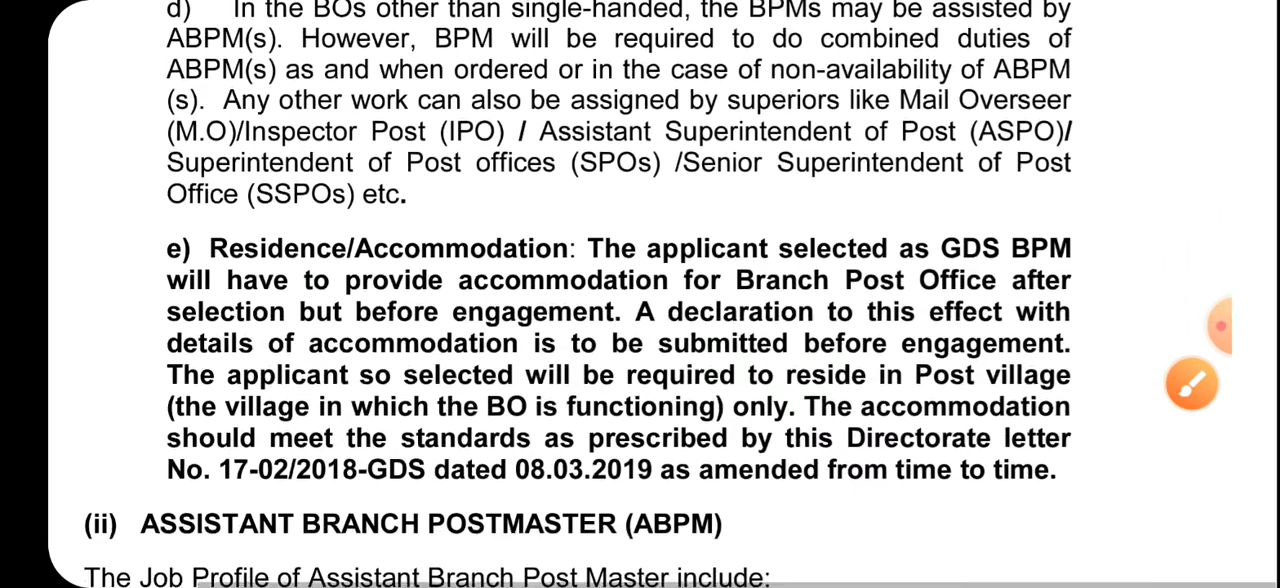 d) In the BOs other than single-handed, the BPMs may be assisted by
ABPM(s). However, BPM will be required to do combined duties of
ABPM(s) as and when ordered or in the case of non-availability of ABPM
(s). Any other work can also be assigned by superiors like Mail Overseer
(M.O)/Inspector Post (IPO) / Assistant Superintendent of Post (ASPO)/
Superintendent of Post offices (SPOs) /Senior Superintendent of Post
Office (SSPOs) etc.
e) Residence/Accommodation: The applicant selected as GDS BPM
will have to provide accommodation for Branch Post Office after
selection but before engagement. A declaration to this effect with
details of accommodation is to be submitted before engagement.
The applicant so selected will be required to reside in Post village
(the village in which the BO is functioning) only. The accommodation
should meet the standards as prescribed by this Directorate letter
No. 17-02/2018-GDS dated 08.03.2019 as amended from time to time.
(ii) ASSISTANT BRANCH POSTMASTER (ABPM)
The Job Profile of Assistant Branch Post Master include: